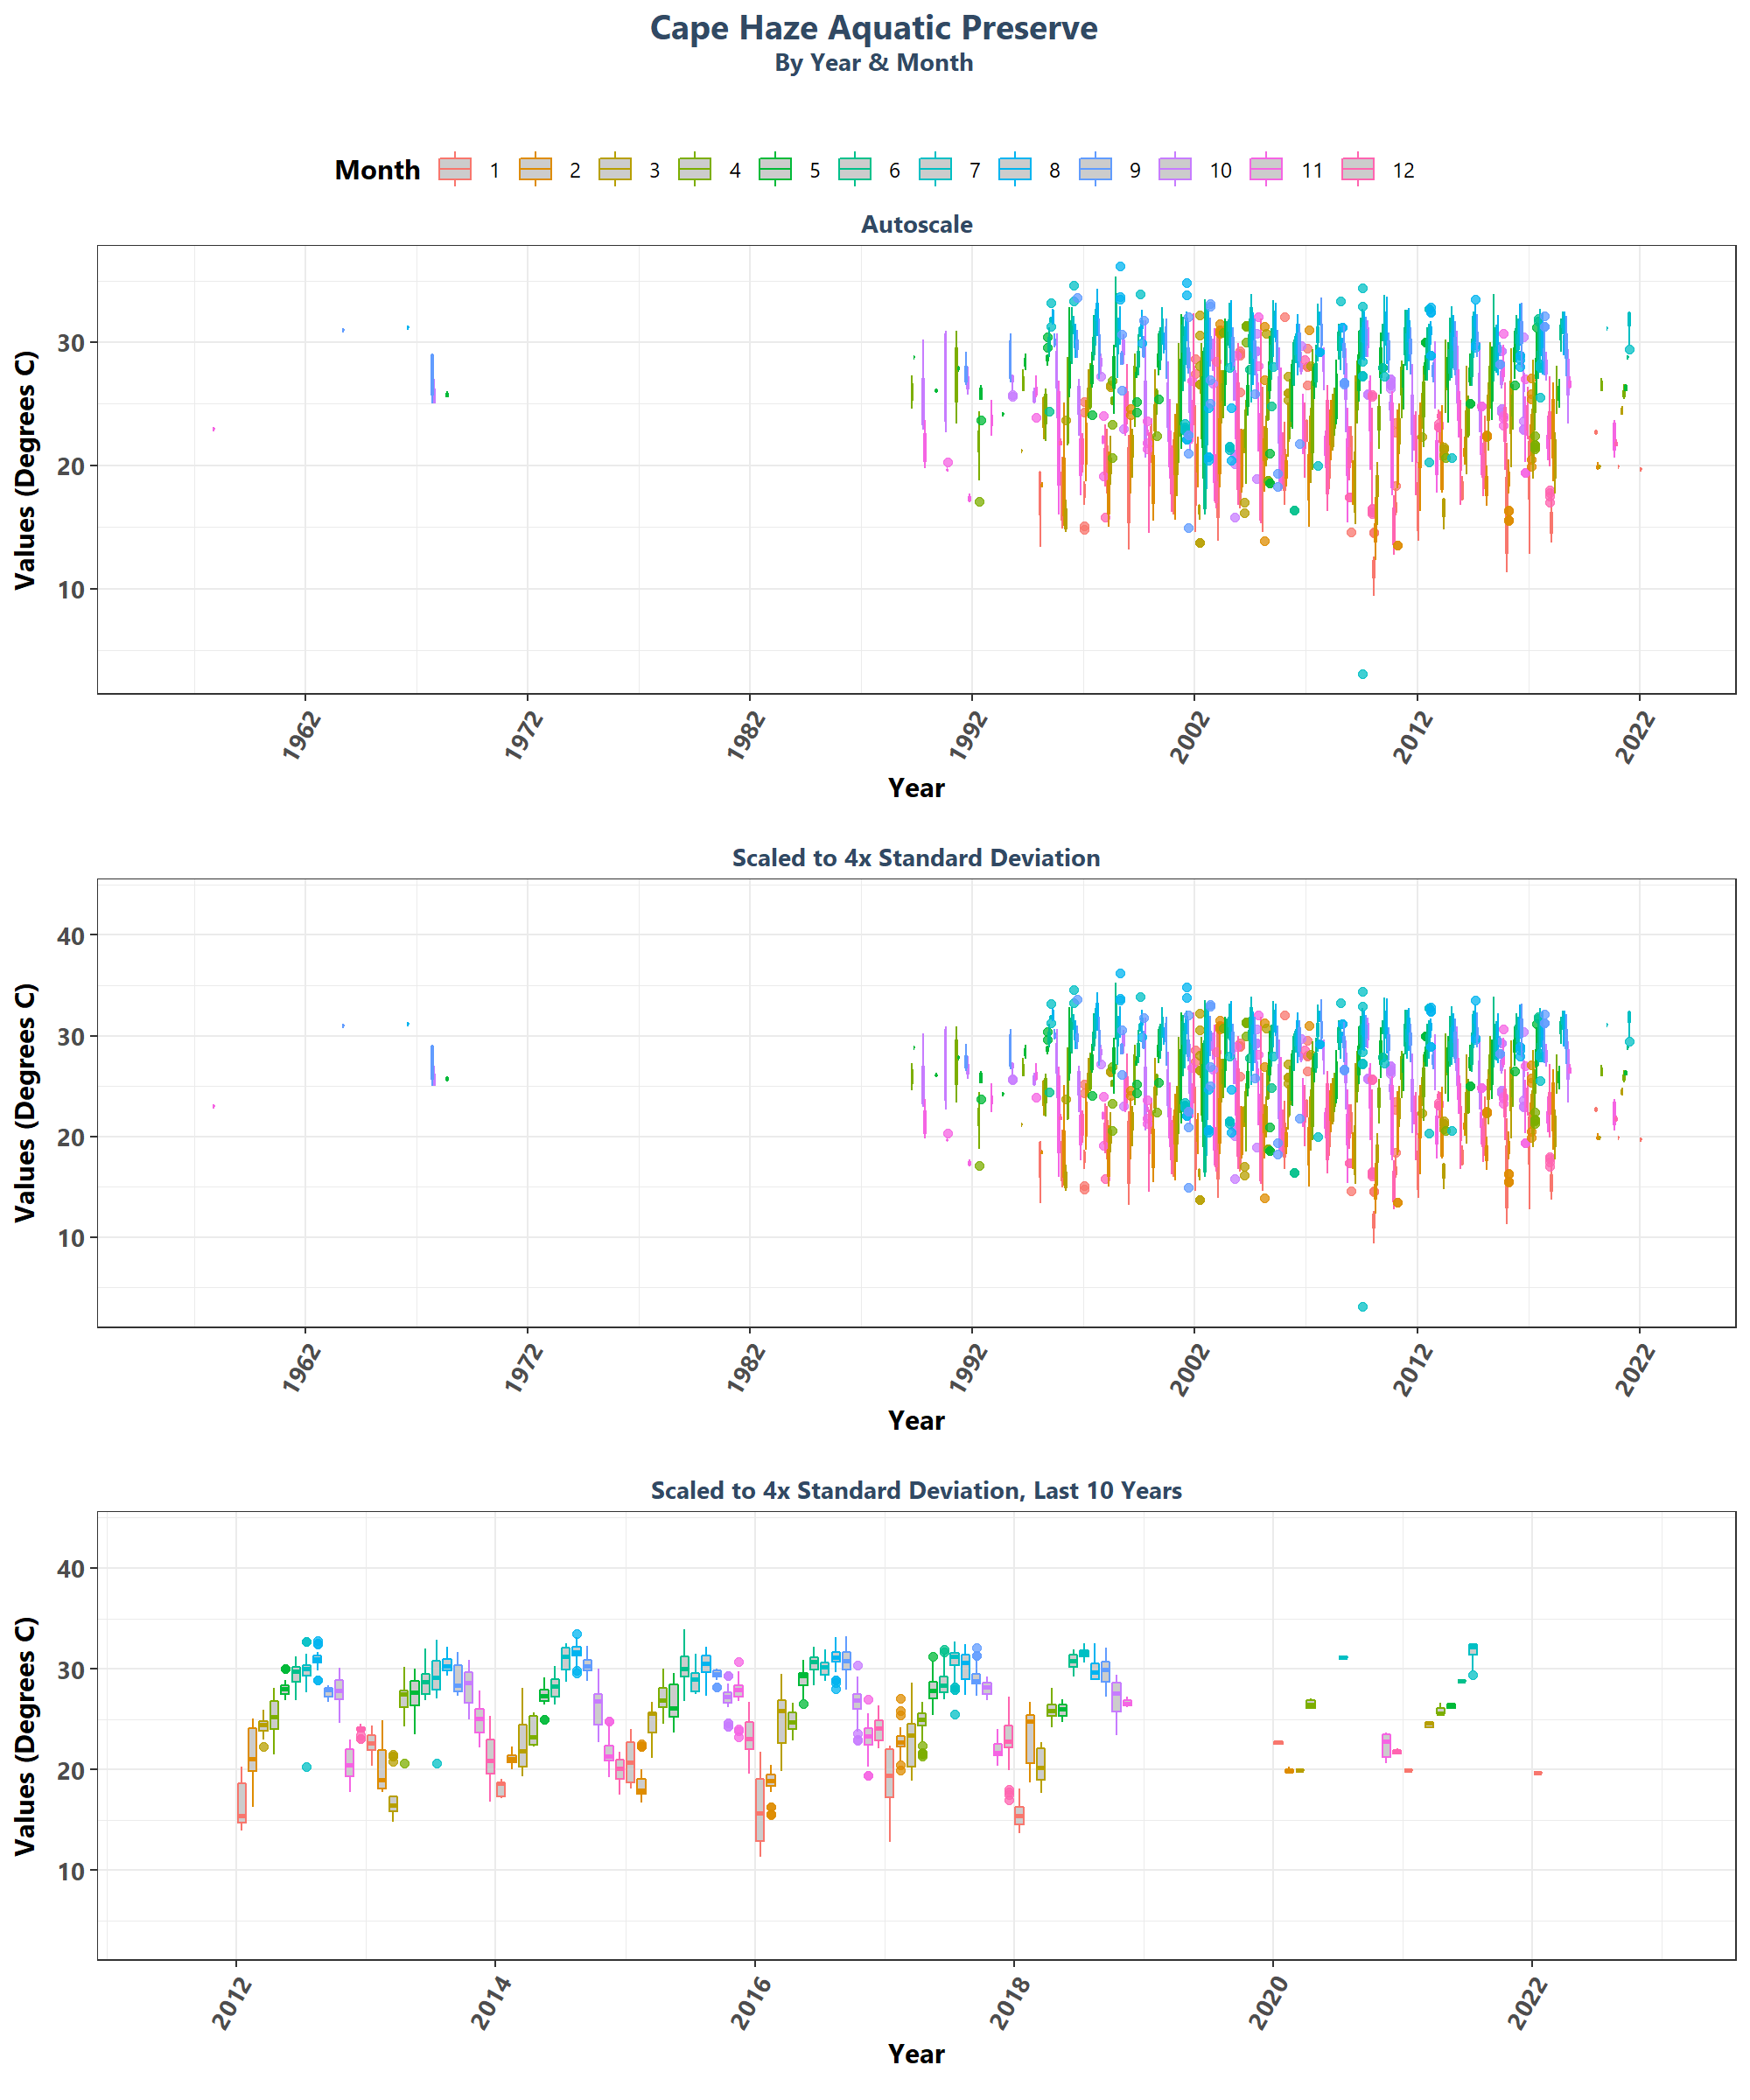 Cape Haze Aquatic Preserve
By Year & Month
Month 1 2 3 4 5 6 7 8 9 10 11 12
Autoscale
Values (Degrees C)
30
20
10
1962 1972 1982 1992 2002 2012 2022
Year
Scaled to 4x Standard Deviation
Values (Degrees C)
40
30
20
10
1962 1972 1982 1992 2002 2012 2022
Year
Scaled to 4x Standard Deviation, Last 10 Years
Values (Degrees C)
40
30
20
10
2012 2014 2016 2018 2020 2022
Year